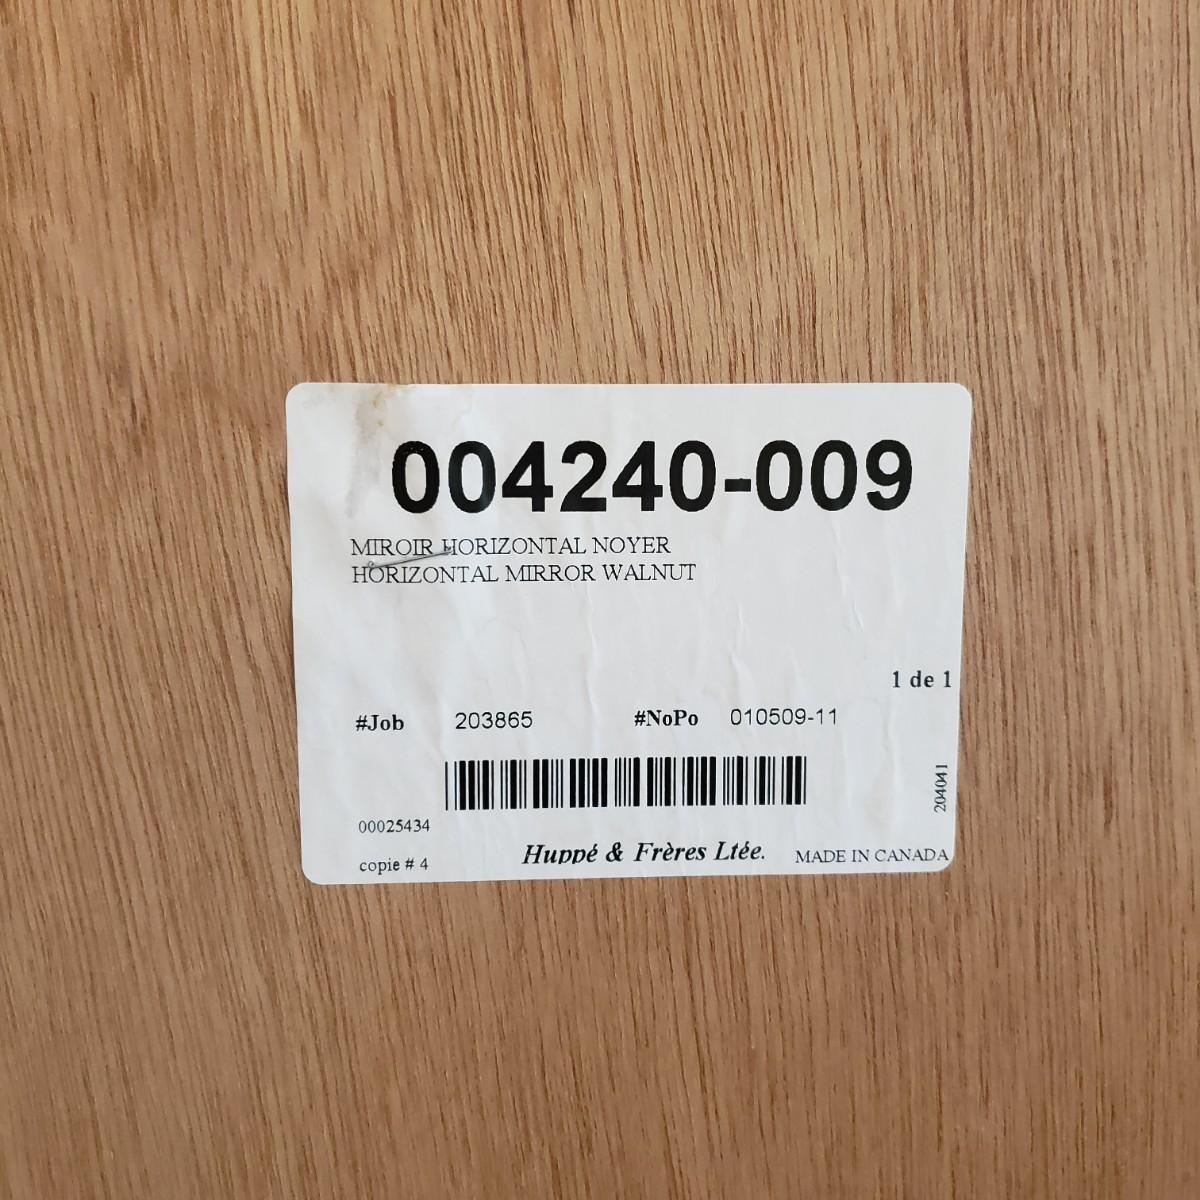 004240-009
MIROIR HORIZONTAL NOYER
HORIZONTAL MIRROR WALNUT
1 de 1
#Job 203865 #NoPo 010509-11
204041
00025434
copie # 4 Huppé & Frères Ltée. MADE IN CANADA